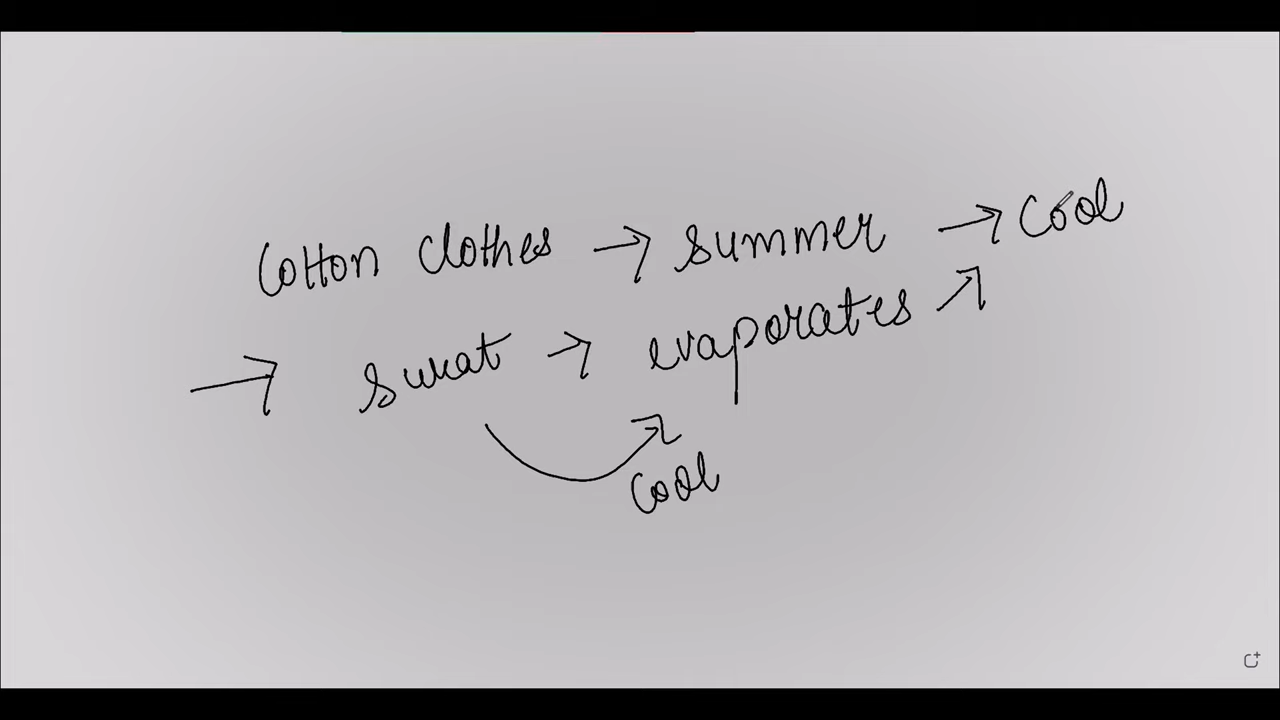 Cotton clothes → summer → cool
→ sweat → evaporates ↗
cool